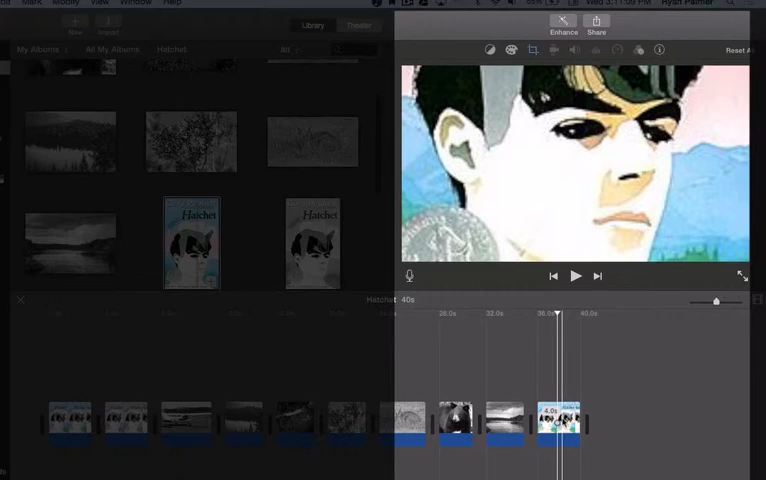 Mark Modify View Window Help
55% Wed 3:11:09 PM Ryan Palmer
New Import
Library Theater
Enhance Share
My Albums All My Albums Hatchet All
Reset A
Hatchet
Hatchet
Hatchet 40s
28.0s 32.0s 36.0s 40.0s
4.0s